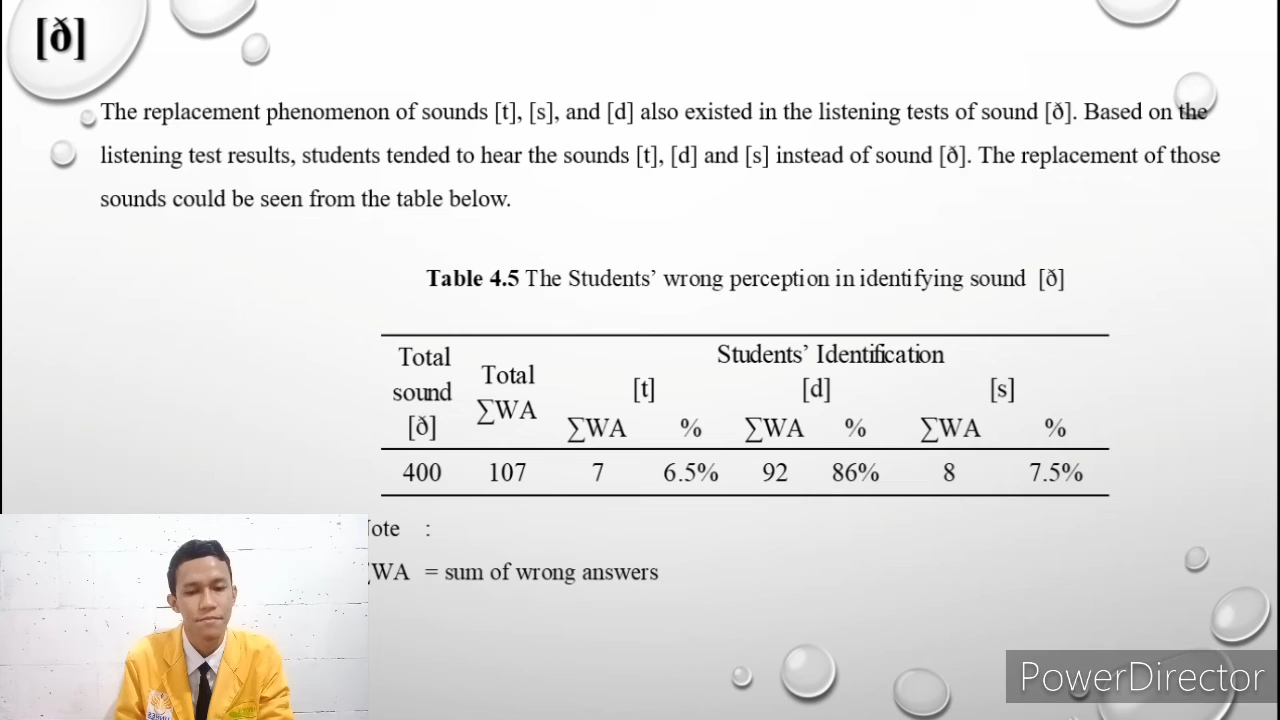 [ð]
The replacement phenomenon of sounds [t], [s], and [d] also existed in the listening tests of sound [ð]. Based on the
listening test results, students tended to hear the sounds [t], [d] and [s] instead of sound [ð]. The replacement of those
sounds could be seen from the table below.
Table 4.5 The Students’ wrong perception in identifying sound [ð]
Total sound [ð] Total ∑WA Students’ Identification
[t] [d] [s]
∑WA % ∑WA % ∑WA %
400 107 7 6.5% 92 86% 8 7.5%
:
WA = sum of wrong answers
PowerDirector